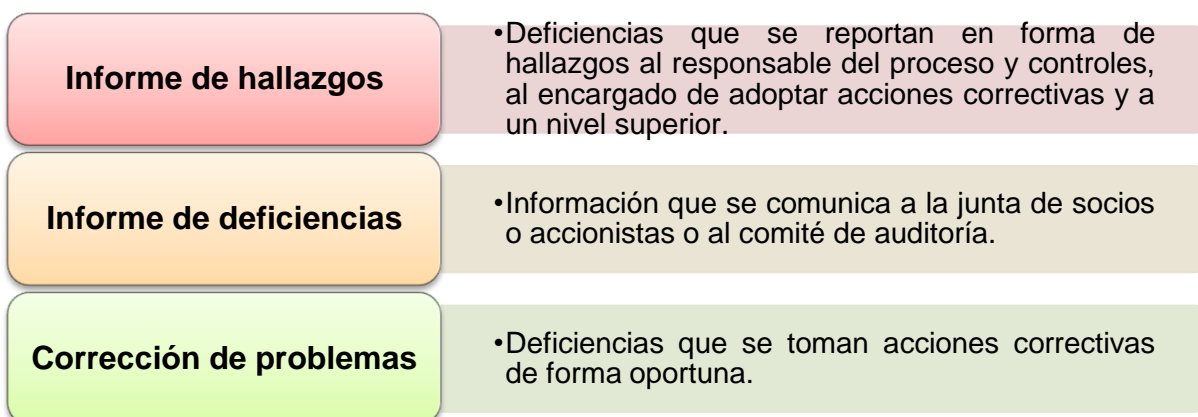 Informe de hallazgos
•Deficiencias que se reportan en forma de
hallazgos al responsable del proceso y controles,
al encargado de adoptar acciones correctivas y a
un nivel superior.
Informe de deficiencias
•Información que se comunica a la junta de socios
o accionistas o al comité de auditoría.
Corrección de problemas
•Deficiencias que se toman acciones correctivas
de forma oportuna.